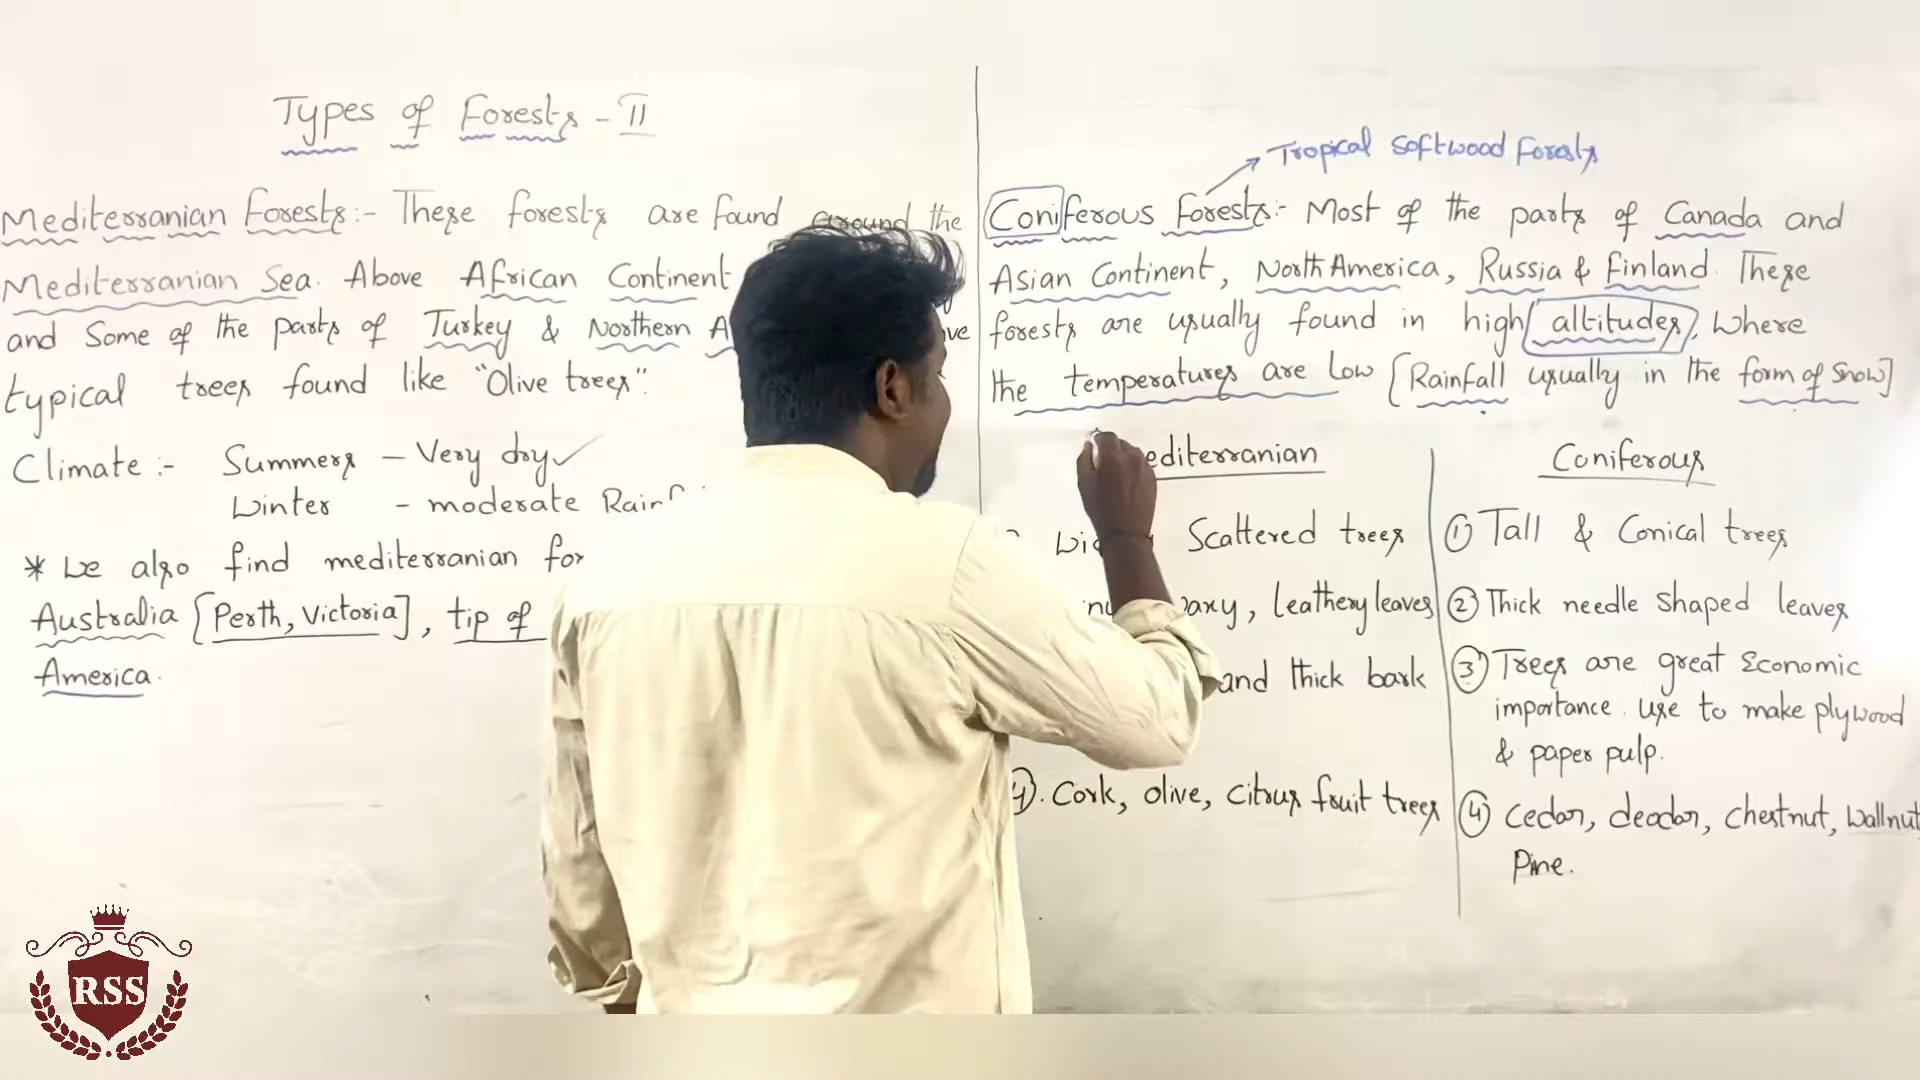 Types of Forests - II
Mediterranian Forests:- These forests are found around the
Mediterranian Sea. Above African Continent
and Some of the parts of Turkey & Northern
typical trees found like "Olive trees".
Climate:- Summers - Very dry
Winter - moderate
* We also find mediterranian
Australia [Perth, Victoria], tip of
America.
Tropical Softwood Forests
Coniferous Forests:- Most of the parts of Canada and
Asian Continent, North America, Russia & Finland. These
forests are usually found in high altitudes, Where
the temperatures are low [Rainfall usually in the form of Snow]
Scattered trees
leathery leaves
and thick bark
4. Cork, olive, Citrus fruit trees
Coniferous
1 Tall & Conical trees
2 Thick needle shaped leaves
3 Trees are great Economic
importance. use to make plywood
& paper pulp.
4 cedar, deodar, chestnut, wallnut
Pine.
RSS